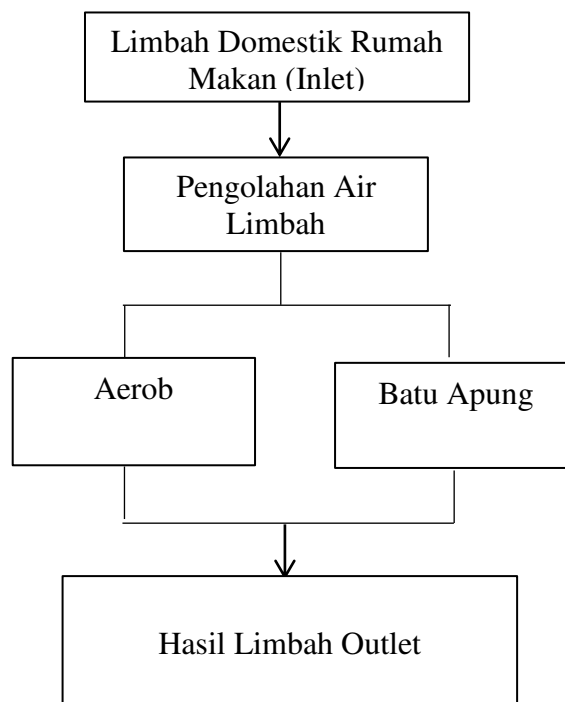 Limbah Domestik Rumah
Makan (Inlet)
Pengolahan Air
Limbah
Aerob
Batu Apung
Hasil Limbah Outlet